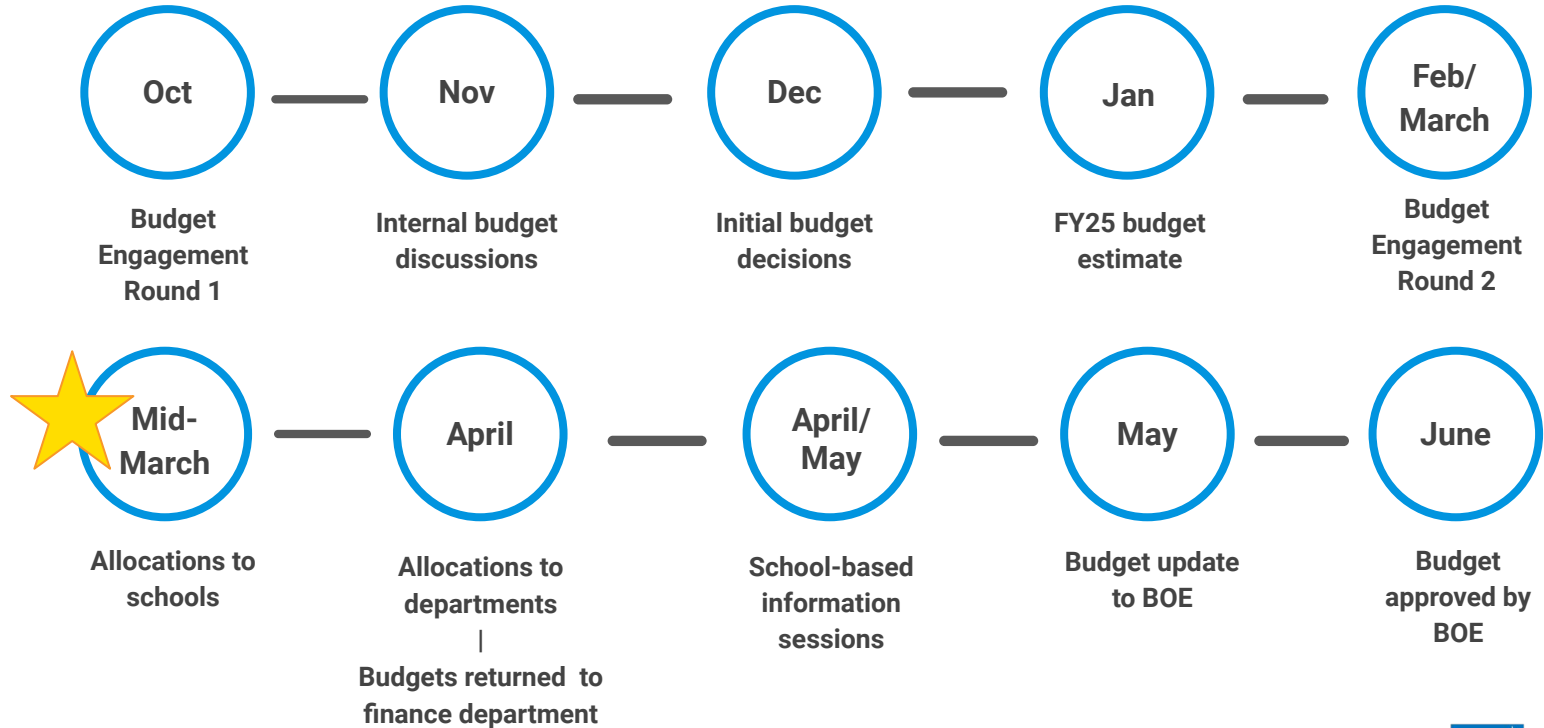 Oct
Nov
Dec
Jan
Feb/
March
Budget
Engagement
Round 1
Internal budget
discussions
Initial budget
decisions
FY25 budget
estimate
Budget
Engagement
Round 2
Mid-
March
April
April/
May
May
June
Allocations to
schools
Allocations to
departments
|
Budgets returned to
finance department
School-based
information
sessions
Budget update
to BOE
Budget
approved by
BOE